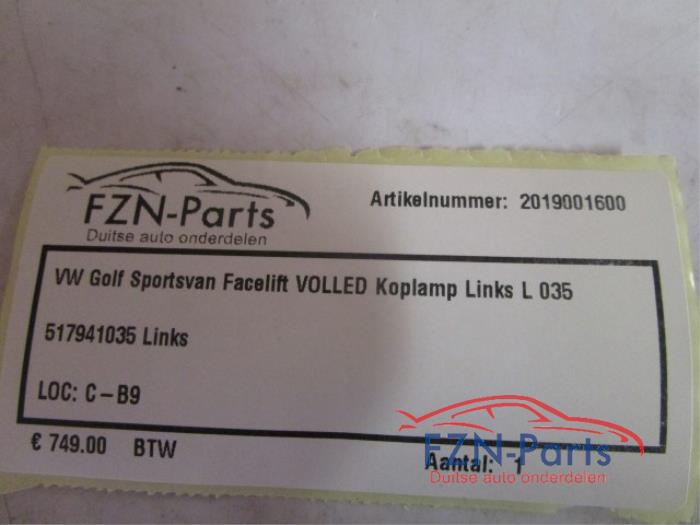 FZN-Parts
Duitse auto onderdelen
Artikelnummer: 2019001600
VW Golf Sportsvan Facelift VOLLED Koplamp Links L 035
517941035 Links
LOC: C-B9
€ 749.00 BTW
Aantal: 1
FZN-Parts
Duitse auto onderdelen